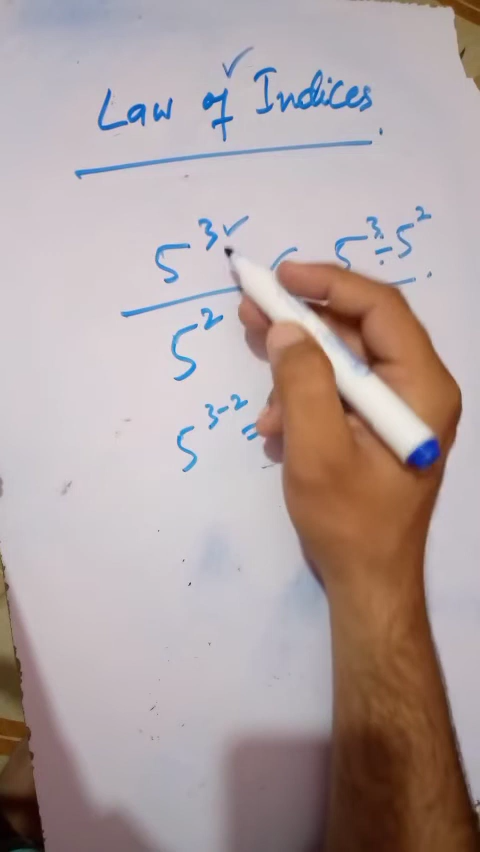 Law of Indices.
5³ 5³ ÷ 5²
5²
5³⁻² =